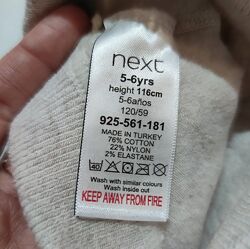 next
5-6yrs
height 116cm
5-6años
120/59
925-561-181
MADE IN TURKEY
76% COTTON
22% NYLON
2% ELASTANE
Wash with similar colours
Wash inside out
KEEP AWAY FROM FIRE